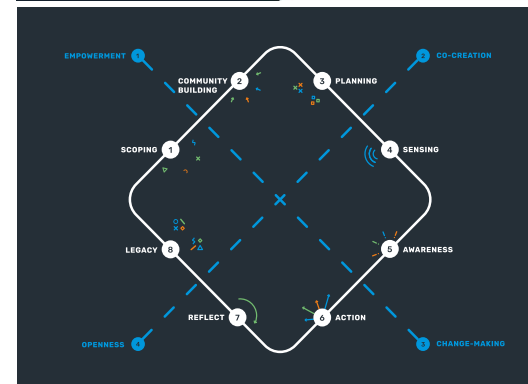 EMPOWERMENT 1
2 CO-CREATION
COMMUNITY
BUILDING 2
3 PLANNING
SCOPING 1
4 SENSING
LEGACY 8
5 AWARENESS
REFLECT 7
6 ACTION
OPENNESS 4
3 CHANGE-MAKING